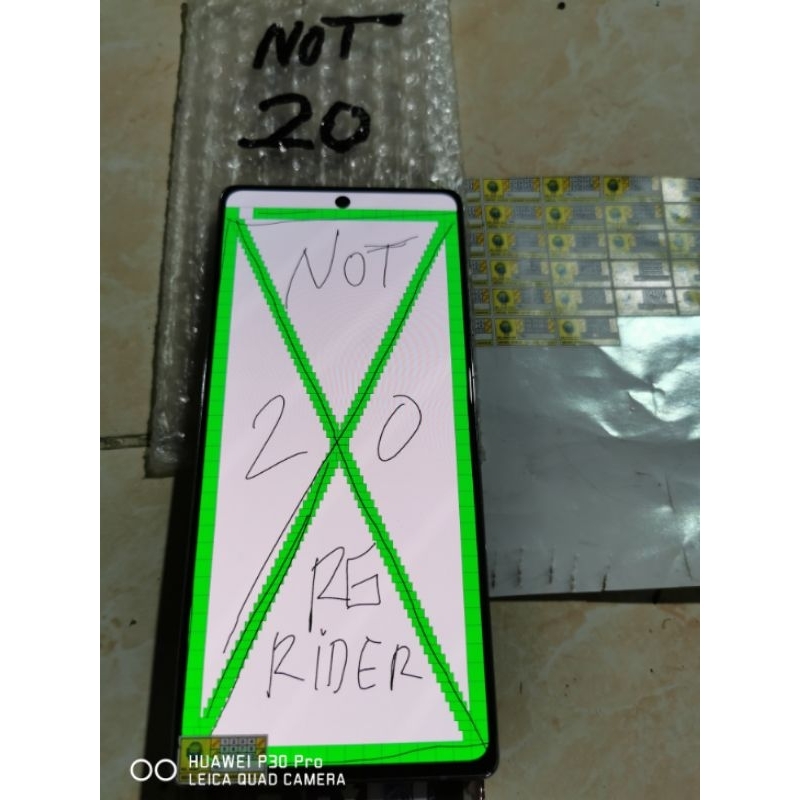 NOT
20
NOT
2 0
RG
RiDER
HUAWEI P30 Pro
LEICA QUAD CAMERA